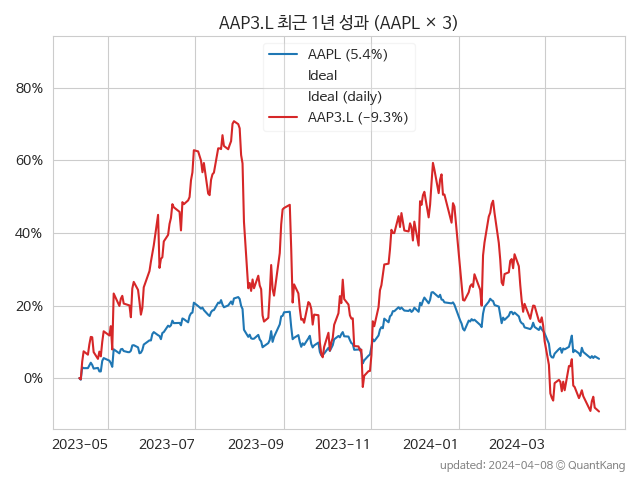 AAP3.L 최근 1년 성과 (AAPL × 3)
AAPL (5.4%)
Ideal
Ideal (daily)
AAP3.L (−9.3%)
80%
60%
40%
20%
0%
2023-05 2023-07 2023-09 2023-11 2024-01 2024-03
updated: 2024-04-08 © QuantKang